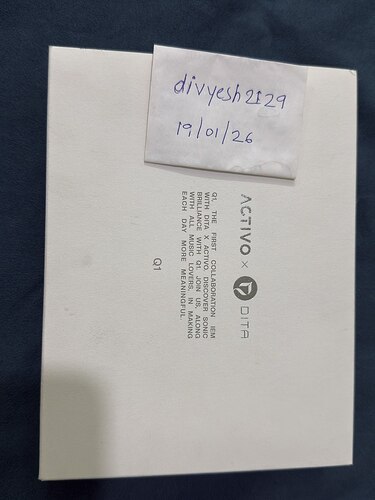 divyesh2129
19/01/26
ACTIVO × DITA
Q1, THE FIRST COLLABORATION IEM
WITH DITA X ACTIVO. DISCOVER SONIC
BRILLIANCE WITH Q1. JOIN US, ALONG
WITH ALL MUSIC LOVERS, IN MAKING
EACH DAY MORE MEANINGFUL.
Q1